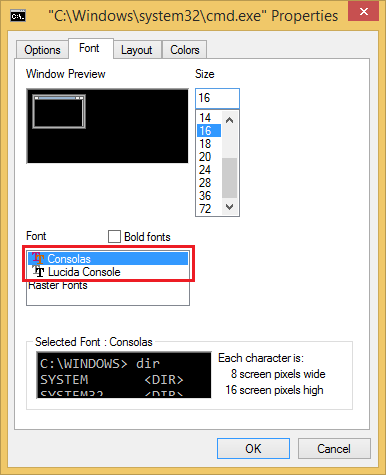 "C:\Windows\system32\cmd.exe" Properties
Options Font Layout Colors
Window Preview Size
16
14
16
18
20
24
28
36
72
Font Bold fonts
Consolas
Lucida Console
Raster Fonts
Selected Font : Consolas
C:\WINDOWS> dir
SYSTEM <DIR>
SYSTEM32 <DIR>
Each character is:
8 screen pixels wide
16 screen pixels high
OK Cancel